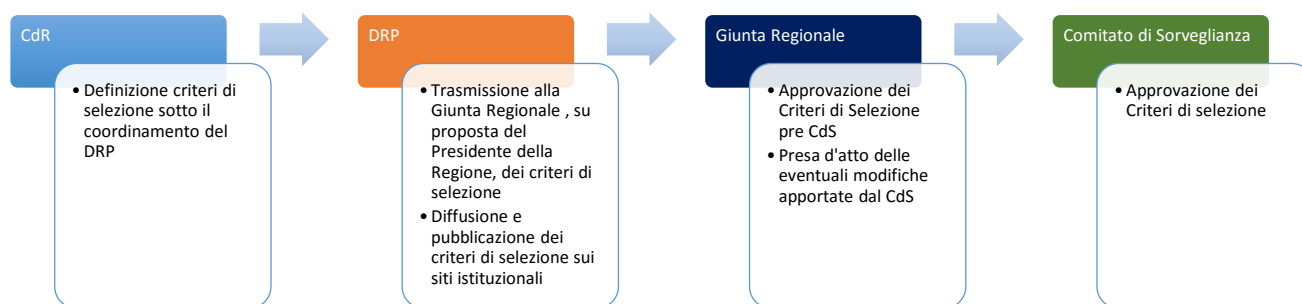 CdR
• Definizione criteri di
selezione sotto il
coordinamento del
DRP
DRP
• Trasmissione alla
Giunta Regionale , su
proposta del
Presidente della
Regione, dei criteri di
selezione
• Diffusione e
pubblicazione dei
criteri di selezione sui
siti istituzionali
Giunta Regionale
• Approvazione dei
Criteri di Selezione
pre CdS
• Presa d'atto delle
eventuali modifiche
apportate dal CdS
Comitato di Sorveglianza
• Approvazione dei
Criteri di selezione